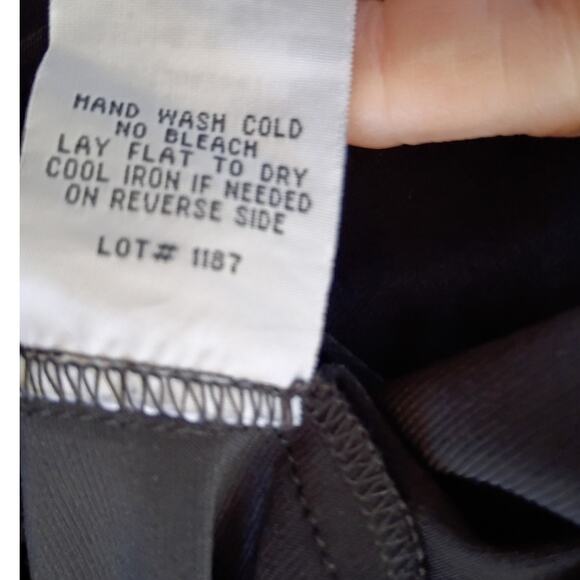 HAND WASH COLD
NO BLEACH
LAY FLAT TO DRY
COOL IRON IF NEEDED
ON REVERSE SIDE
LOT# 1187